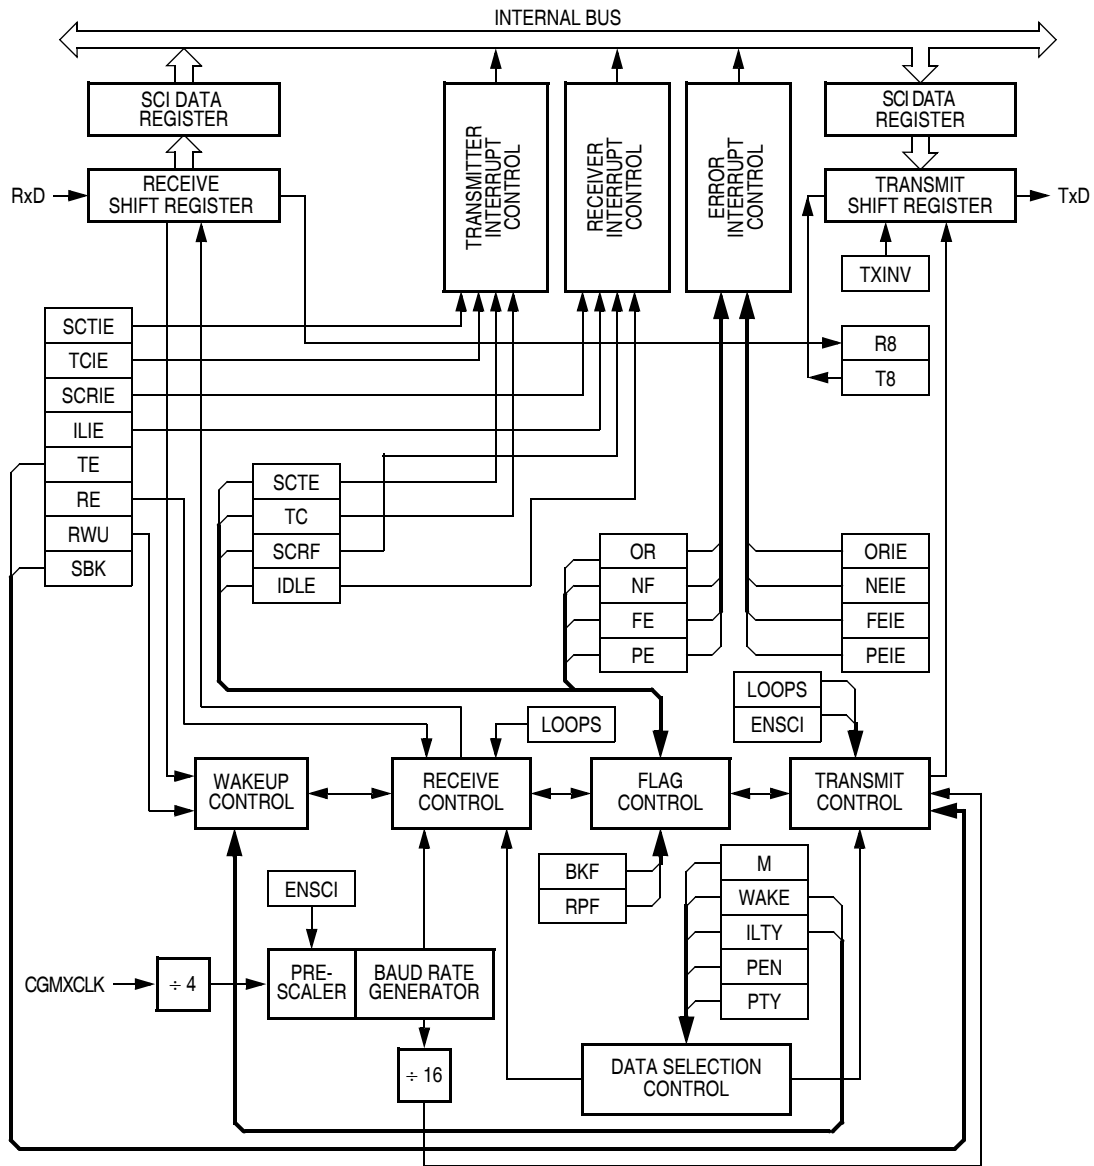 INTERNAL BUS
SCI DATA
REGISTER
SCI DATA
REGISTER
TRANSMITTER
INTERRUPT
CONTROL
RECEIVER
INTERRUPT
CONTROL
ERROR
INTERRUPT
CONTROL
RxD
RECEIVE
SHIFT REGISTER
TRANSMIT
SHIFT REGISTER
TxD
TXINV
SCTIE
TCIE
SCRIE
ILIE
TE
RE
RWU
SBK
R8
T8
SCTE
TC
SCRF
IDLE
OR
NF
FE
PE
ORIE
NEIE
FEIE
PEIE
LOOPS
LOOPS
ENSCI
WAKEUP
CONTROL
RECEIVE
CONTROL
FLAG
CONTROL
TRANSMIT
CONTROL
BKF
RPF
M
WAKE
ILTY
PEN
PTY
ENSCI
CGMXCLK
÷ 4
PRE-
SCALER
BAUD RATE
GENERATOR
÷ 16
DATA SELECTION
CONTROL